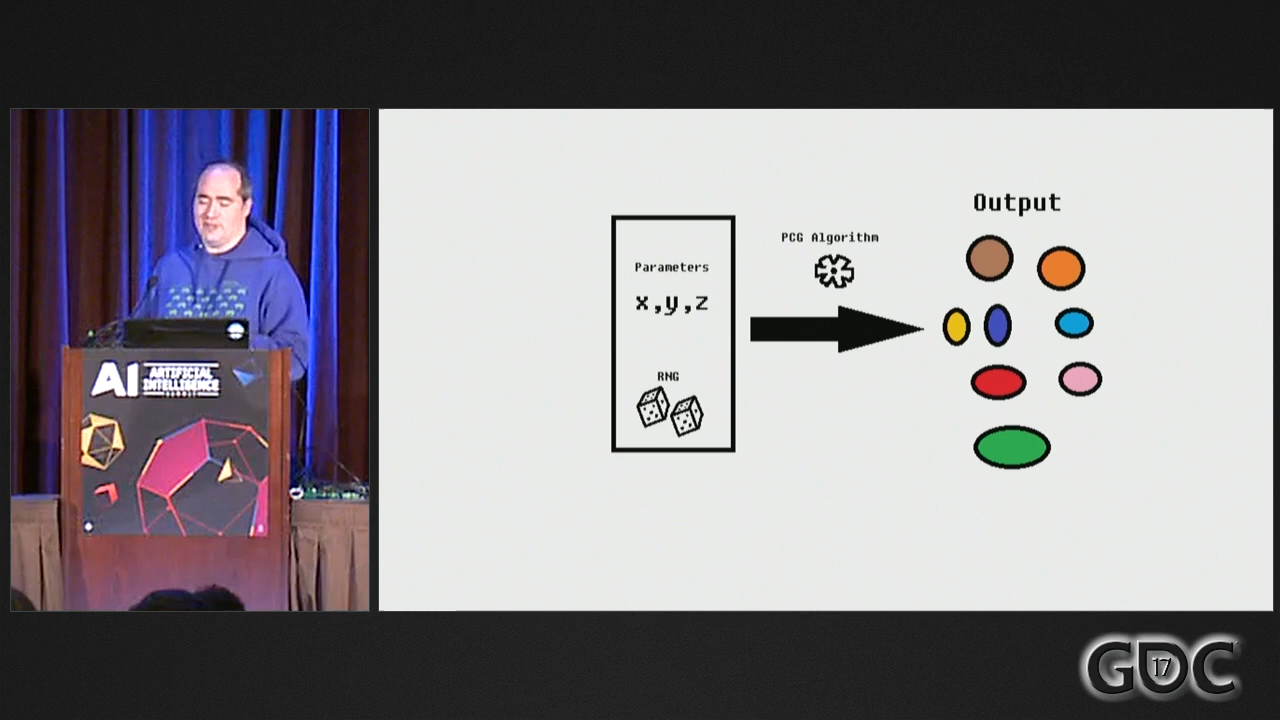 Output
PCG Algorithm
Parameters
x,y,z
RNG
AI
ARTIFICIAL
INTELLIGENCE
GDC
17